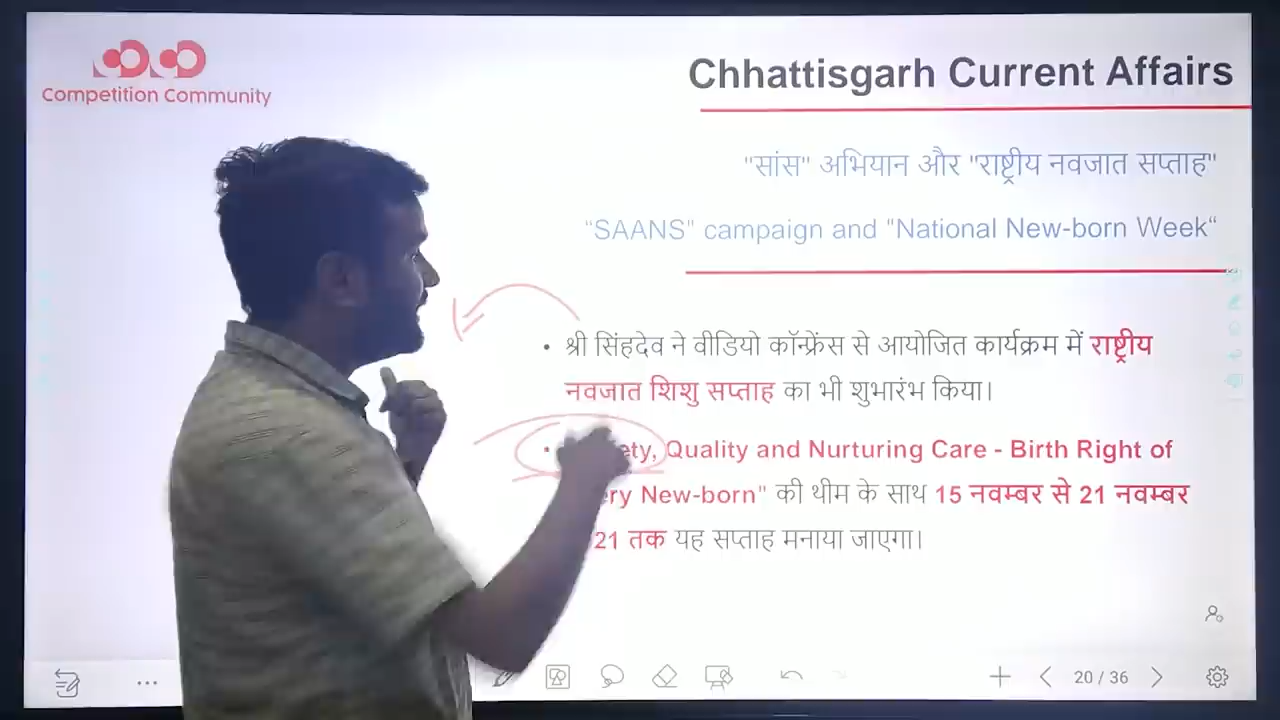 Competition Community
Chhattisgarh Current Affairs
"सांस" अभियान और "राष्ट्रीय नवजात सप्ताह"
“SAANS" campaign and "National New-born Week“
• श्री सिंहदेव ने वीडियो कॉन्फ्रेंस से आयोजित कार्यक्रम में राष्ट्रीय
नवजात शिशु सप्ताह का भी शुभारंभ किया।
• Quality and Nurturing Care - Birth Right of
New-born" की थीम के साथ 15 नवम्बर से 21 नवम्बर
21 तक यह सप्ताह मनाया जाएगा।
20 / 36